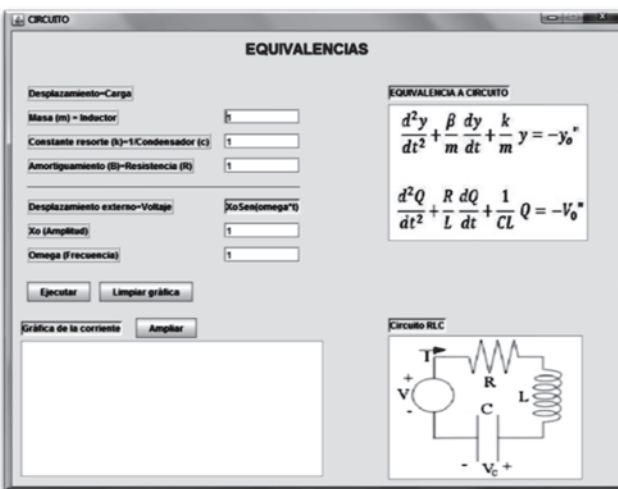 CIRCUITO
EQUIVALENCIAS
Desplazamiento=Carga
Masa (m) = Inductor 1
Constante resorte (k)=1/Condensador (c) 1
Amortiguamiento (B)=Resistencia (R) 1
Desplazamiento externo=Voltaje XoSen(omega*t)
Xo (Amplitud) 1
Omega (Frecuencia) 1
Ejecutar Limpiar gráfica
Gráfica de la corriente Ampliar
EQUIVALENCIA A CIRCUITO
d²y/dt² + β/m dy/dt + k/m y = −y₀"
d²Q/dt² + R/L dQ/dt + 1/CL Q = −V₀"
Circuito RLC
I
R
V + -
L
C
- Vc +